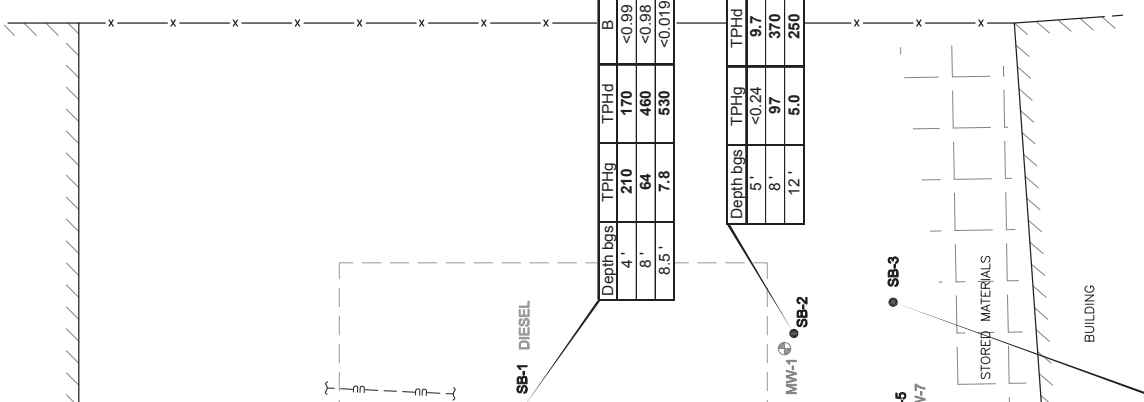 Depth bgs TPHg TPHd B
4 ' 210 170 <0.99
8 ' 64 460 <0.98
8.5 ' 7.8 530 <0.019
Depth bgs TPHg TPHd
5 ' <0.24 9.7
8 ' 97 370
12 ' 5.0 250
SB-1 DIESEL
MW-1 SB-2
SB-3
STORED MATERIALS
BUILDING